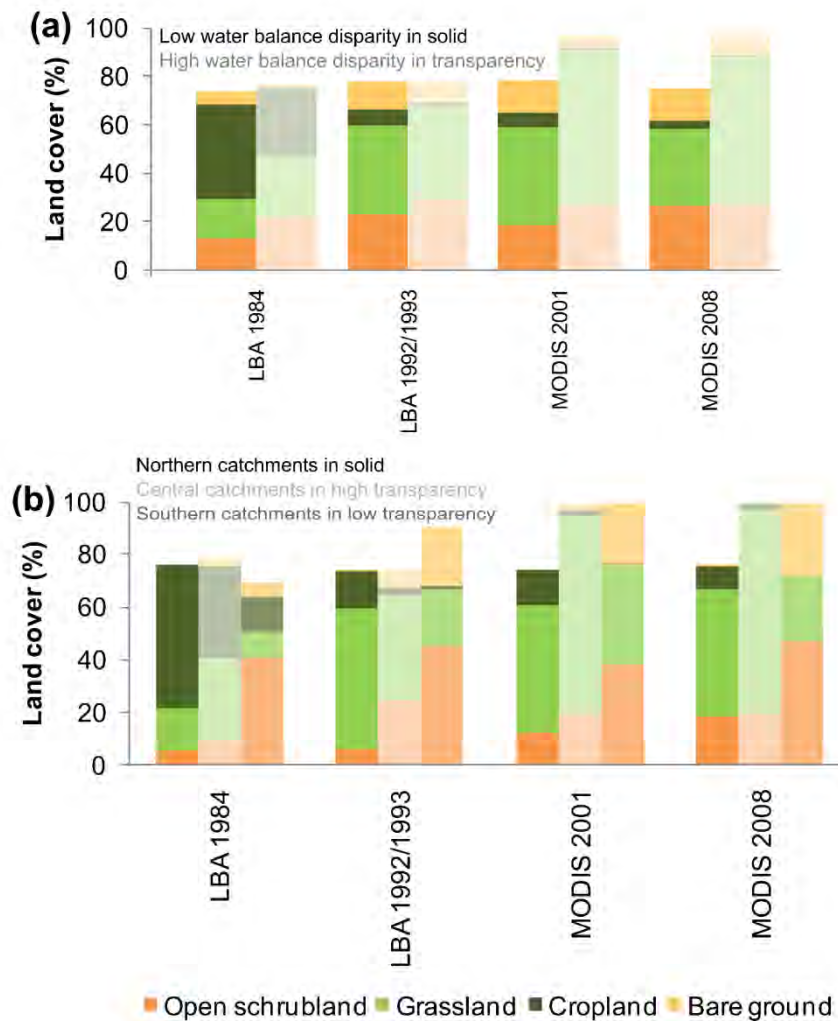 (a)
Low water balance disparity in solid
High water balance disparity in transparency
Land cover (%)
100
80
60
40
20
0
LBA 1984
LBA 1992/1993
MODIS 2001
MODIS 2008
Northern catchments in solid
(b)
Central catchments in high transparency
Southern catchments in low transparency
Land cover (%)
100
80
60
40
20
0
LBA 1984
LBA 1992/1993
MODIS 2001
MODIS 2008
Open schrubland Grassland Cropland Bare ground